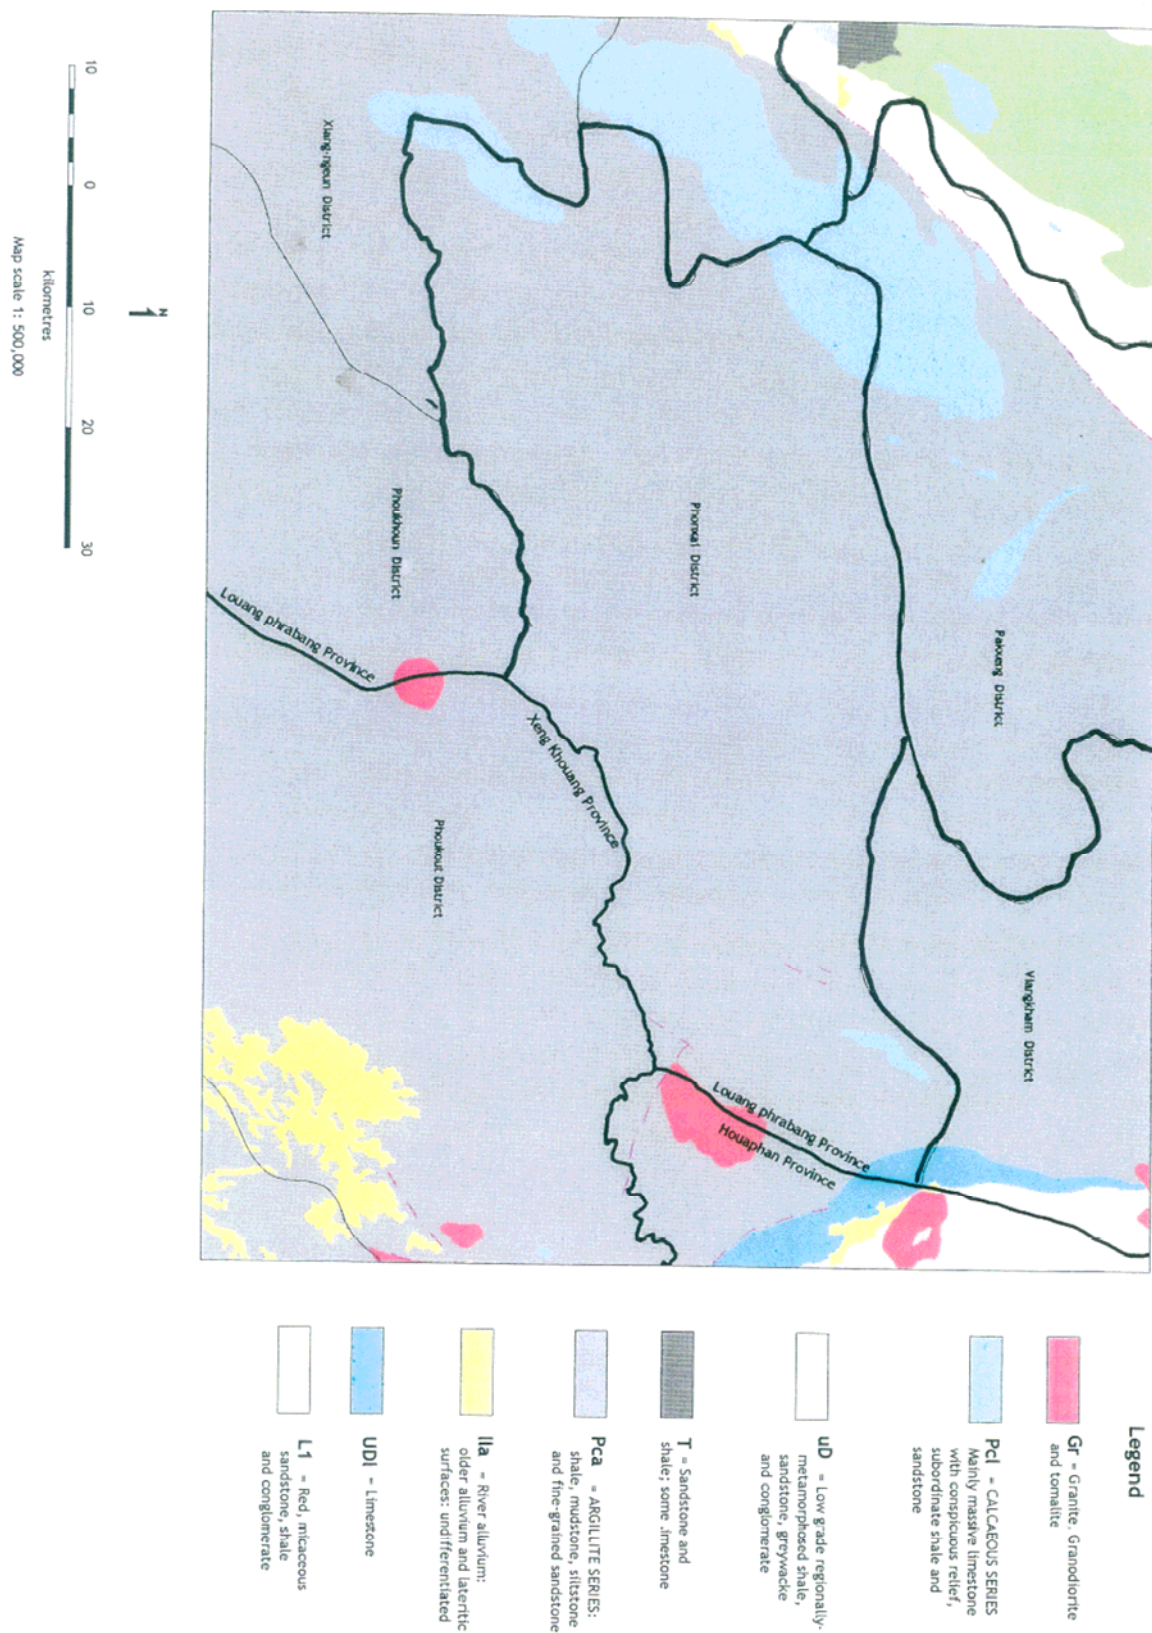 Xiang-ngeun District
Phonxai District
Pakxeng District
Phoukhoun District
Viangkham District
Phoukout District
Louang phrabang Province
Xeng Khouang Province
Louang phrabang Province
Houaphan Province
N
10 0 10 20 30
kilometres
Map scale 1: 500,000
Legend
Gr = Granite, Granodiorite
and tomalite
Pcl = CALCAEOUS SERIES
Mainly massive limestone
with conspicuous relief,
subordinate shale and
sandstone
uD = Low grade regionally-
metamorphosed shale,
sandstone, greywacke
and conglomerate
T = Sandstone and
shale; some limestone
Pca = ARGILLITE SERIES:
shale, mudstone, siltstone
and fine-grained sandstone
IIa = River alluvium:
older alluvium and lateritic
surfaces: undifferentiated
UDl = Limestone
L1 = Red, micaceous
sandstone, shale
and conglomerate